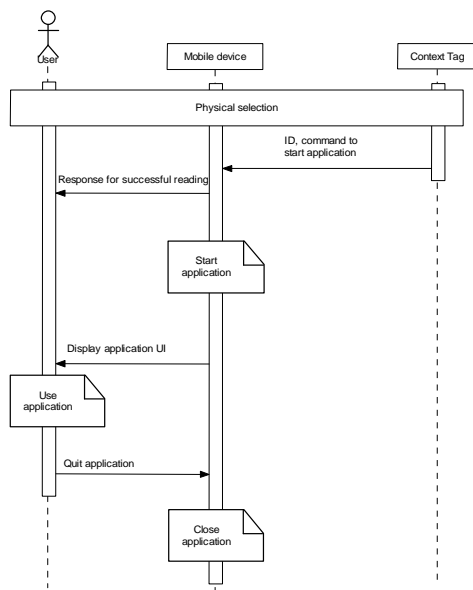 User
Mobile device
Context Tag
Physical selection
ID, command to
start application
Response for successful reading
Start
application
Display application UI
Use
application
Quit application
Close
application